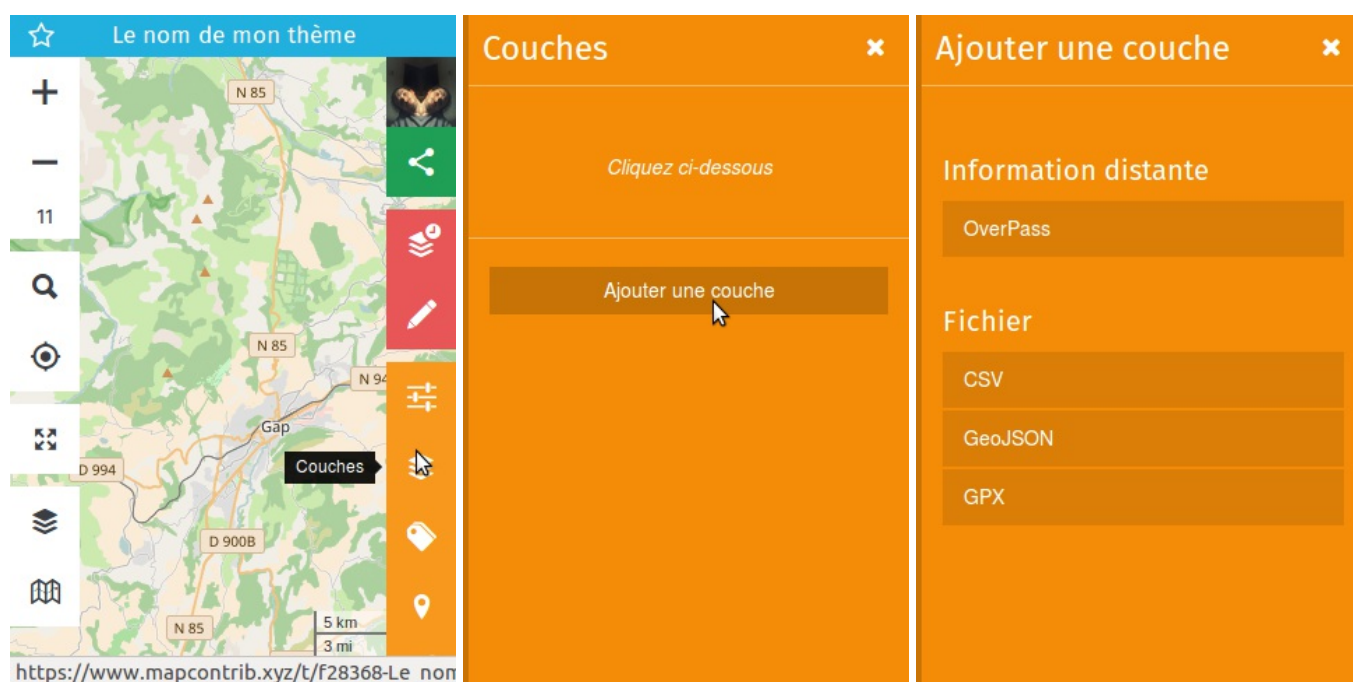 Le nom de mon thème
N 85
11
N 85
N 94
Gap
D 994
Couches
D 900B
N 85
5 km
3 mi
https://www.mapcontrib.xyz/t/f28368-Le_nom
Couches
Cliquez ci-dessous
Ajouter une couche
Ajouter une couche
Information distante
OverPass
Fichier
CSV
GeoJSON
GPX